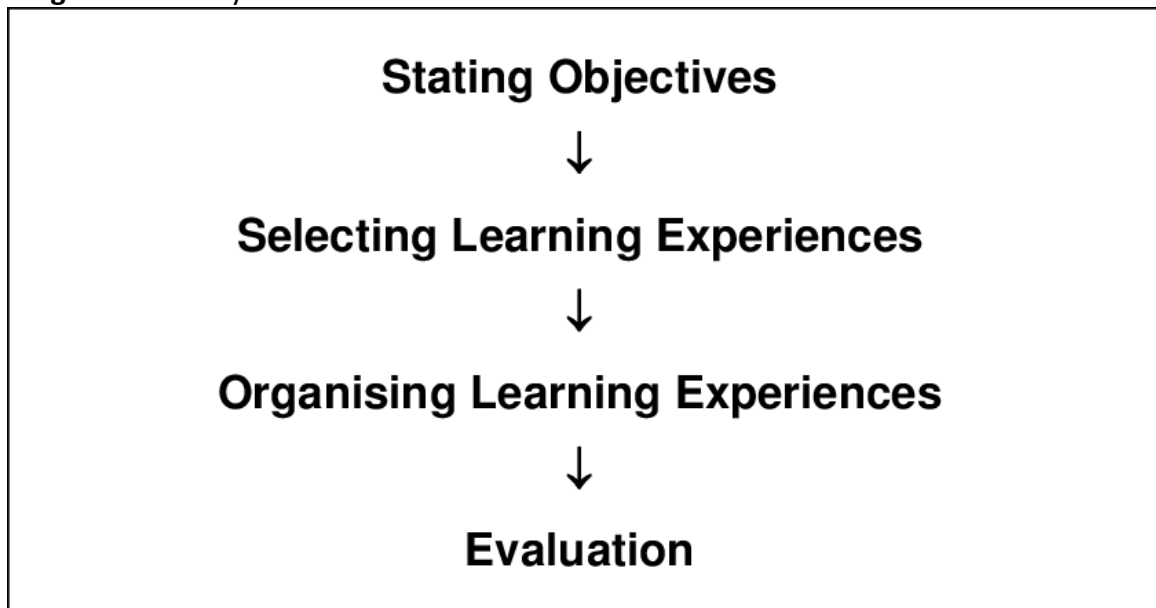 Stating Objectives
↓
Selecting Learning Experiences
↓
Organising Learning Experiences
↓
Evaluation